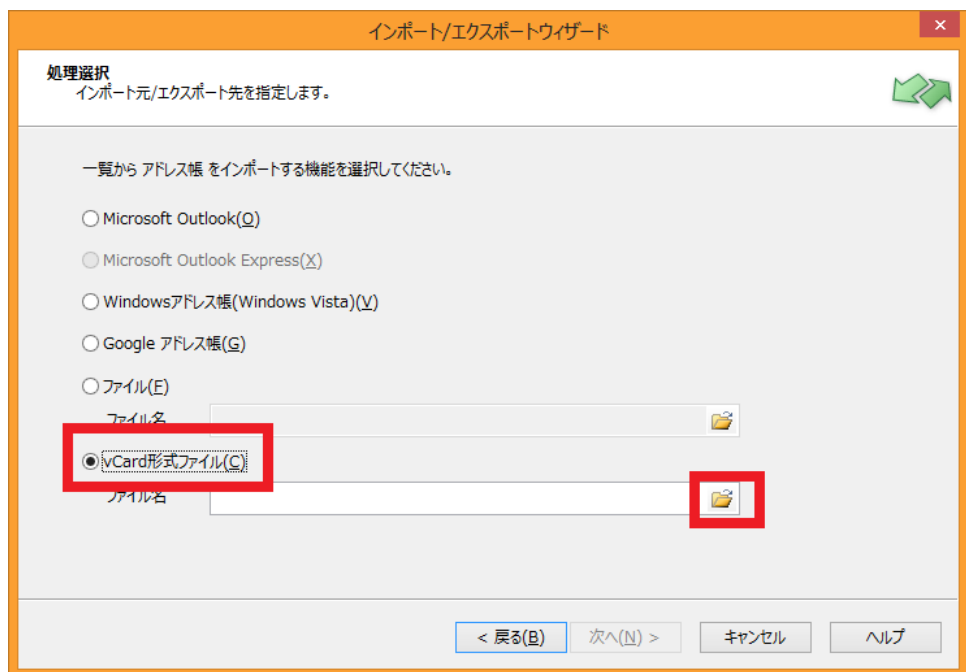 インポート/エクスポートウィザード
処理選択
インポート元/エクスポート先を指定します。
一覧から アドレス帳 をインポートする機能を選択してください。
Microsoft Outlook(O)
Microsoft Outlook Express(X)
Windowsアドレス帳(Windows Vista)(V)
Google アドレス帳(G)
ファイル(F)
ファイル名
vCard形式ファイル(C)
ファイル名
< 戻る(B)
次へ(N) >
キャンセル
ヘルプ